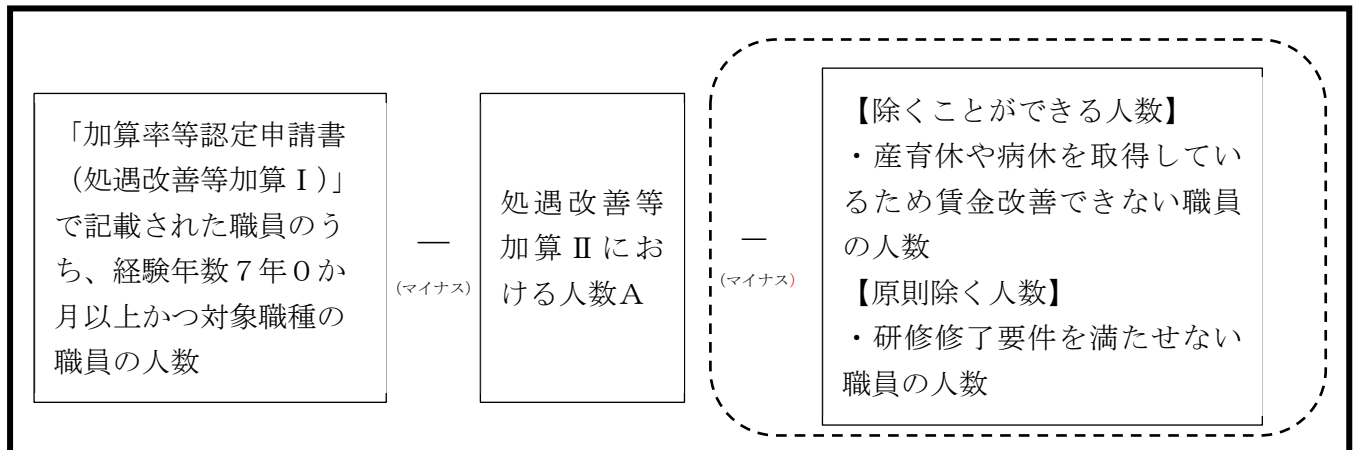 「加算率等認定申請書
（処遇改善等加算Ⅰ)」
で記載された職員のう
ち、経験年数７年０か
月以上かつ対象職種の
職員の人数
―
(マイナス)
処遇改善等
加算Ⅱにお
ける人数Ａ
―
(マイナス)
【除くことができる人数】
・産育休や病休を取得してい
るため賃金改善できない職員
の人数
【原則除く人数】
・研修修了要件を満たせない
職員の人数